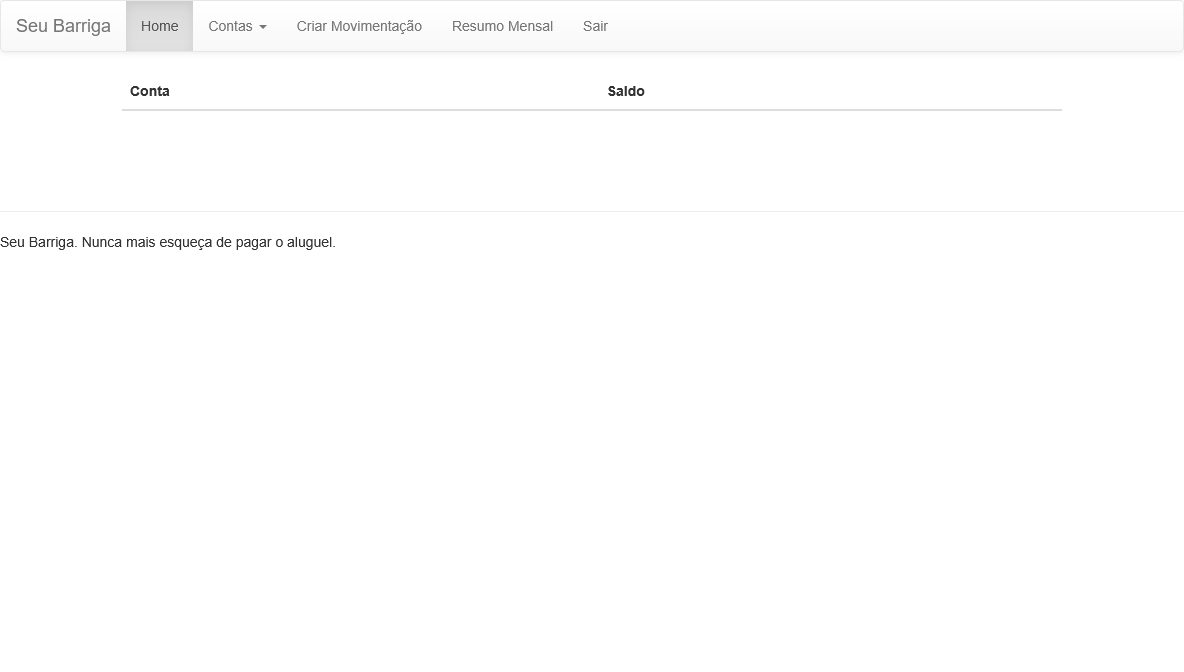 Seu Barriga Home Contas Criar Movimentação Resumo Mensal Sair
Conta Saldo
Seu Barriga. Nunca mais esqueça de pagar o aluguel.